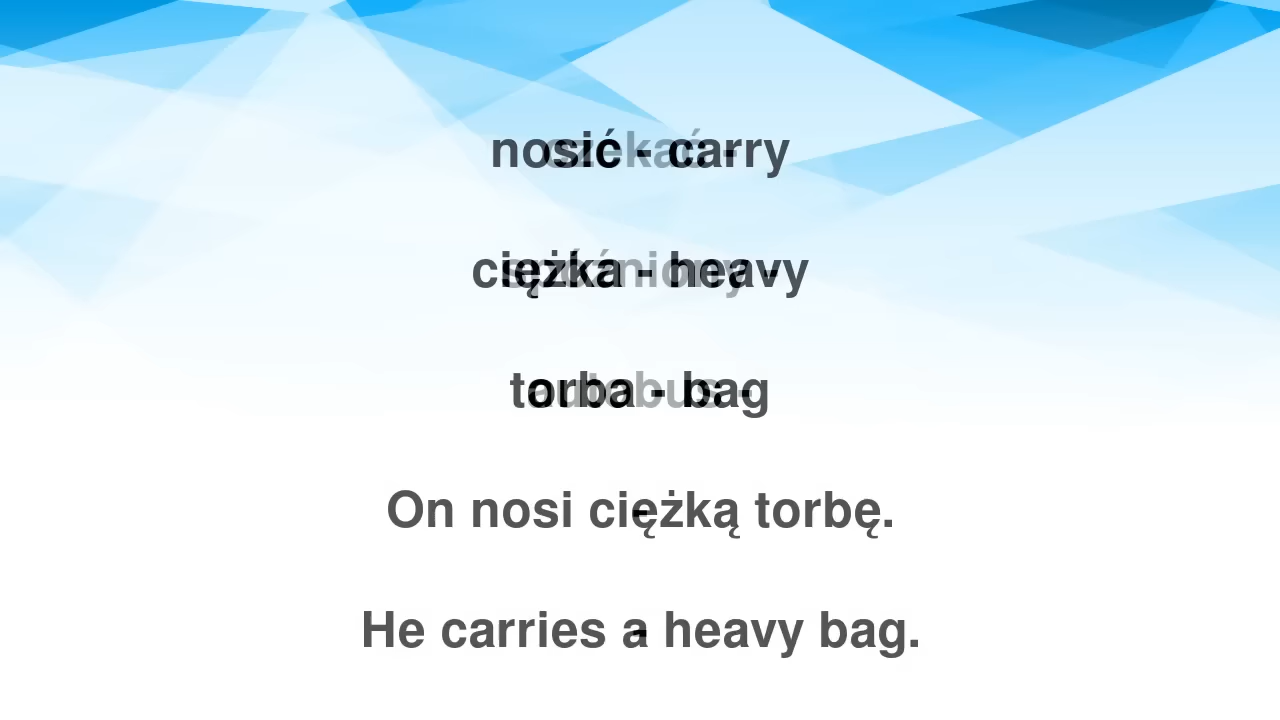 nosić - carry
ciężka - heavy
torba - bag
On nosi ciężką torbę.
He carries a heavy bag.